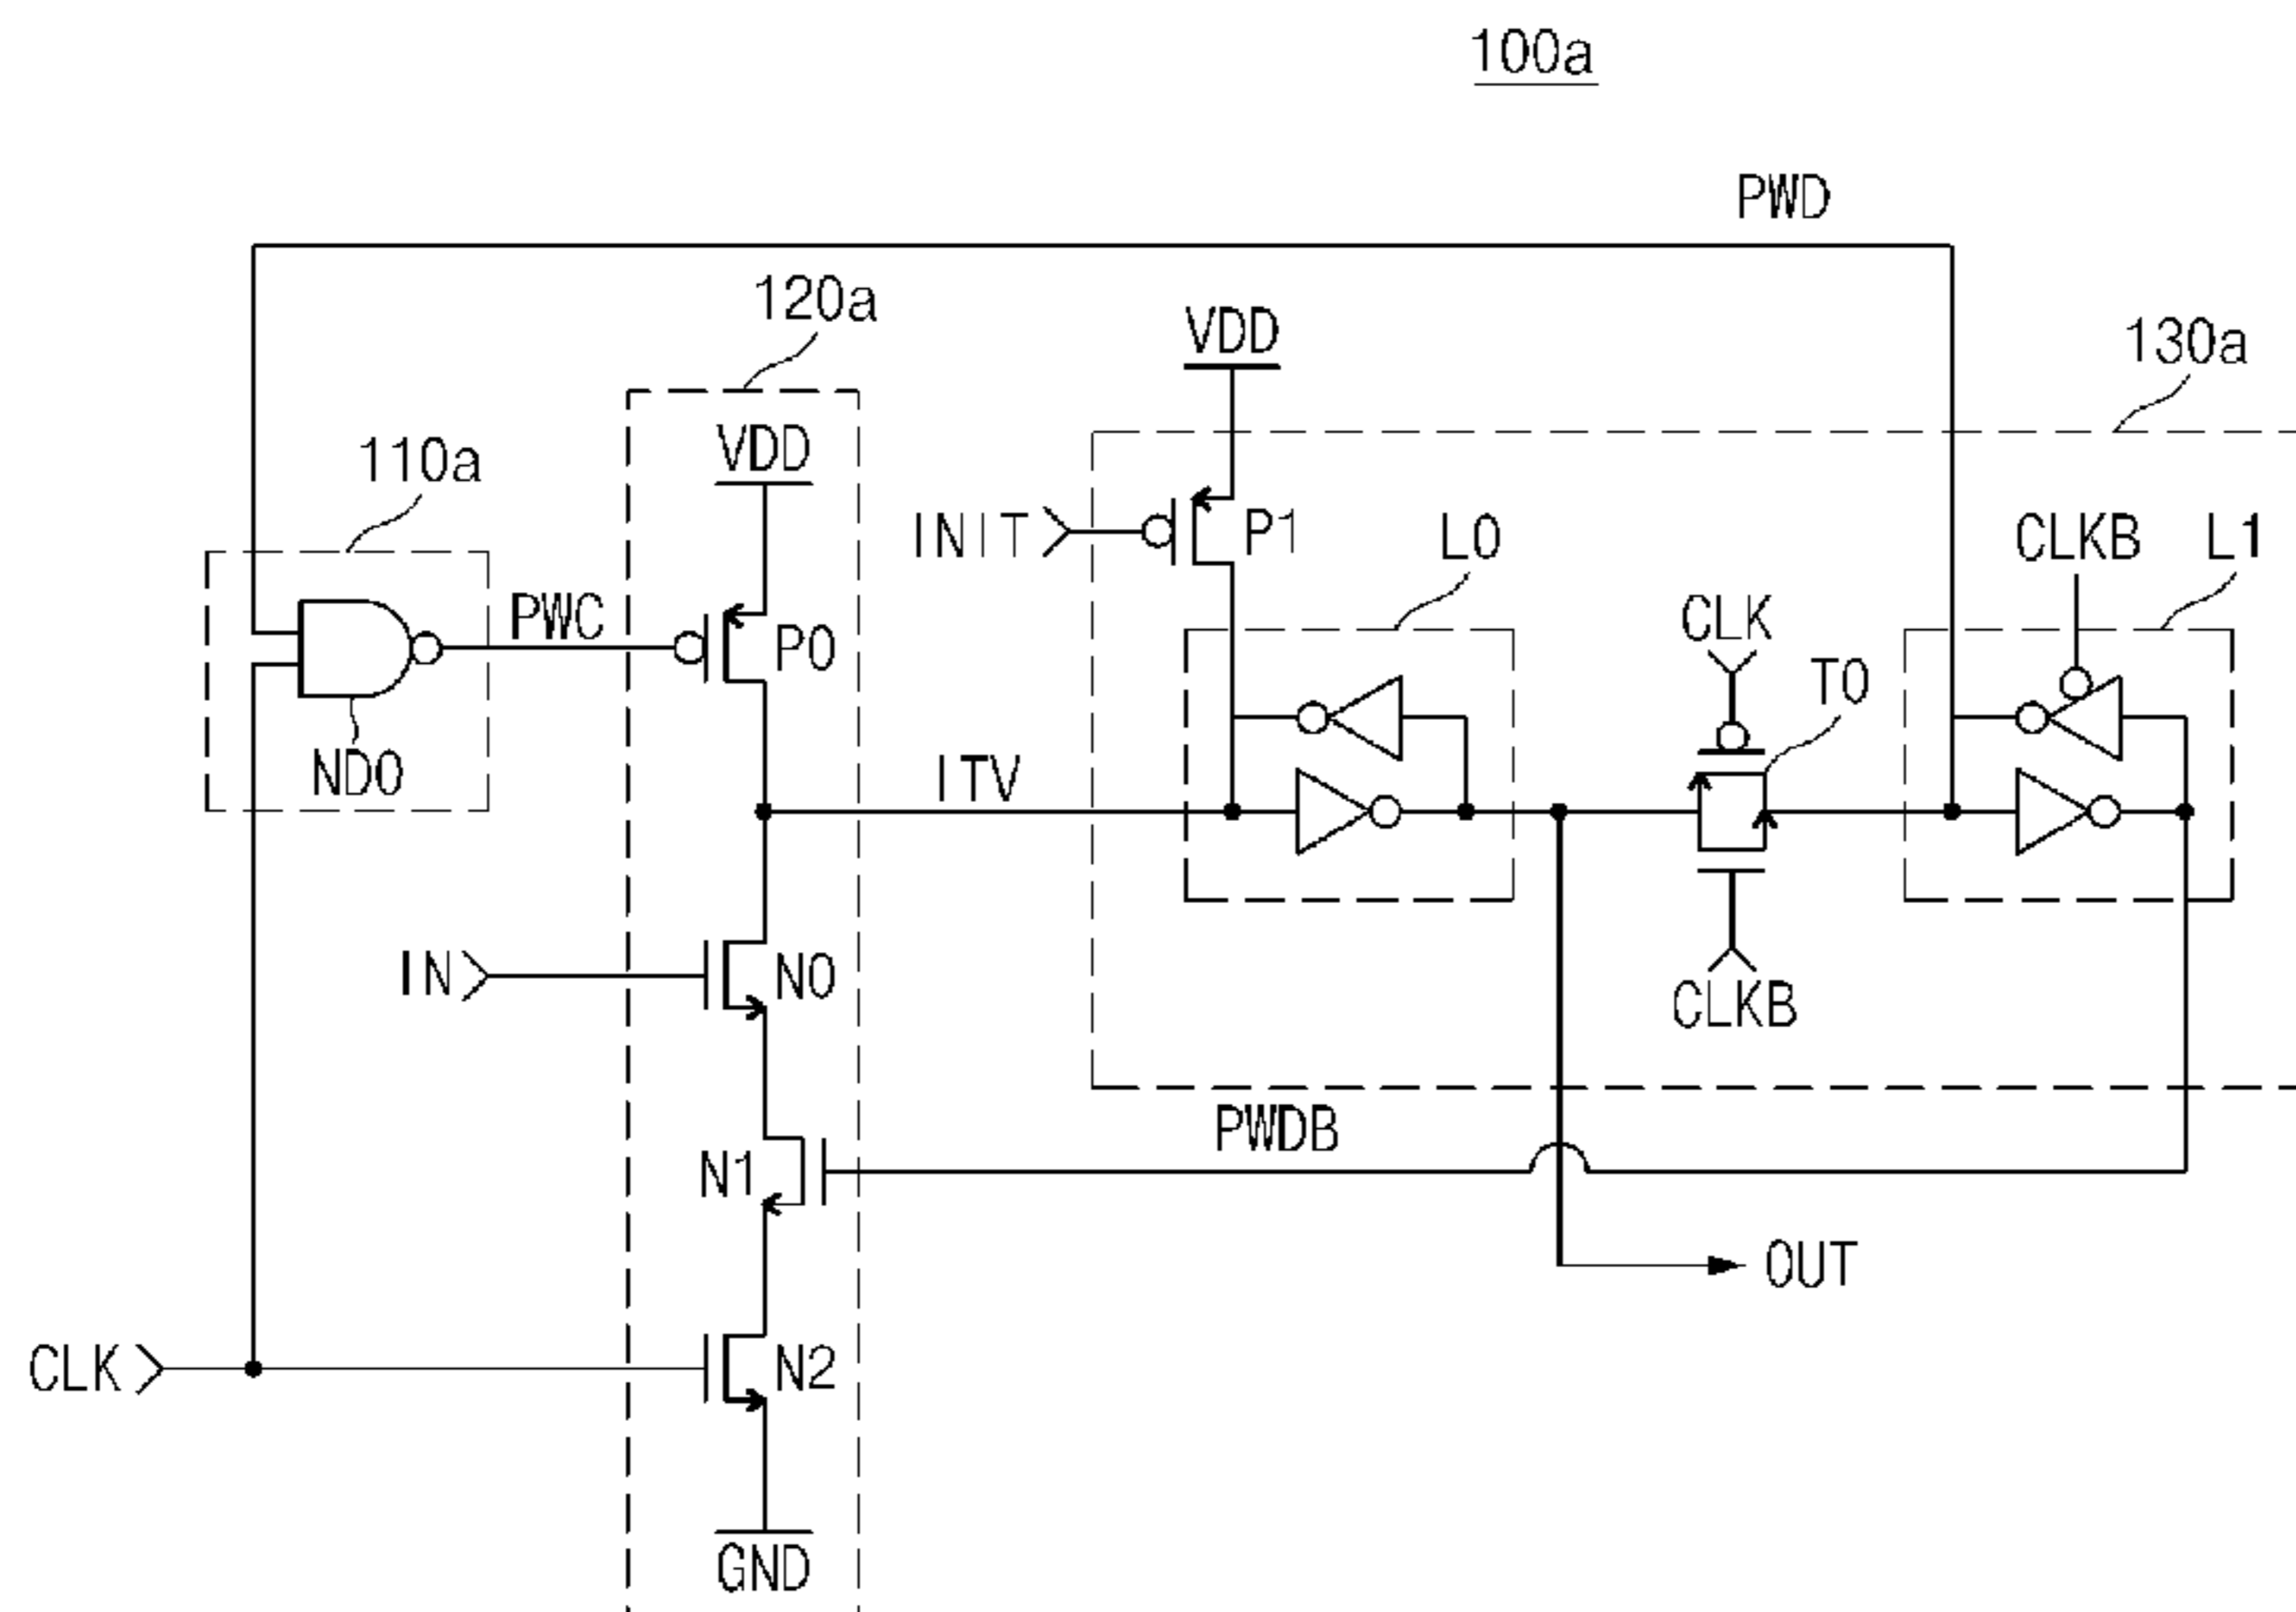 100a
PWD
120a
VDD
130a
110a
VDD
INIT
P1
L0
CLKB
L1
PWC
P0
CLK
T0
ND0
ITV
IN
N0
CLKB
PWDB
N1
OUT
CLK
N2
GND